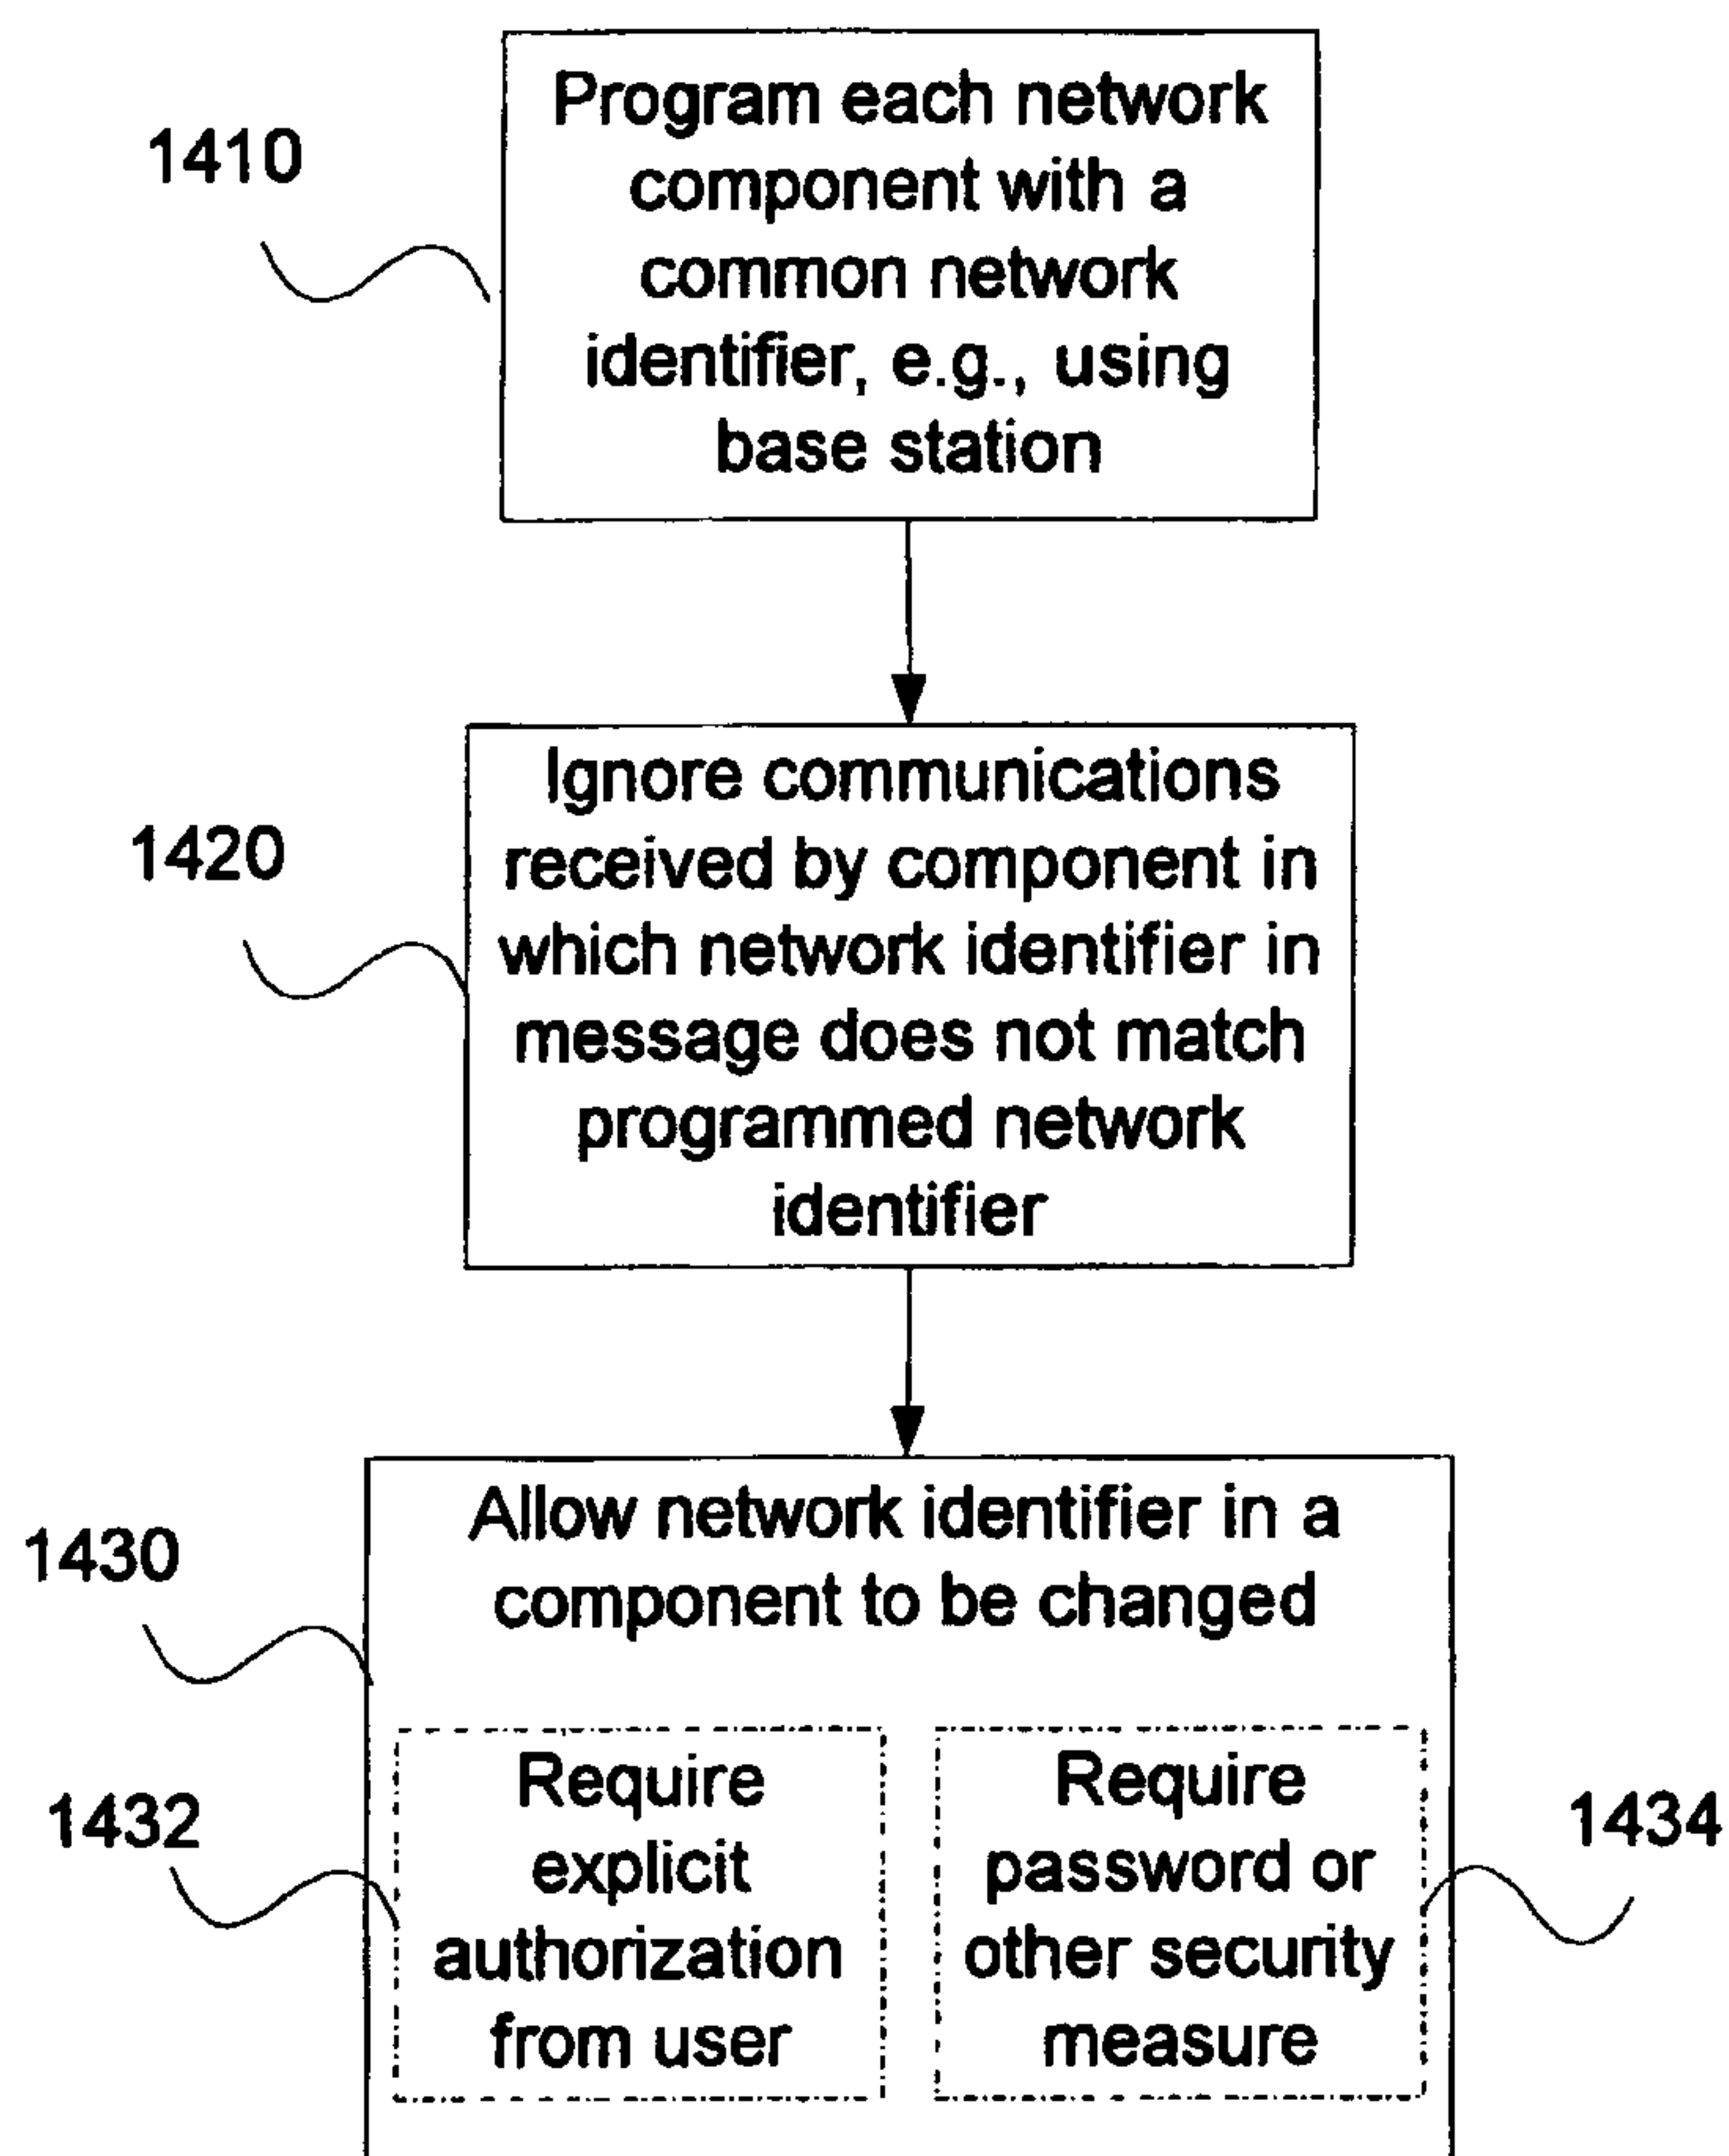 1410
Program each network
component with a
common network
identifier, e.g., using
base station
1420
Ignore communications
received by component in
which network identifier in
message does not match
programmed network
identifier
1430
Allow network identifier in a
component to be changed
1432
Require
explicit
authorization
from user
Require
password or
other security
measure
1434